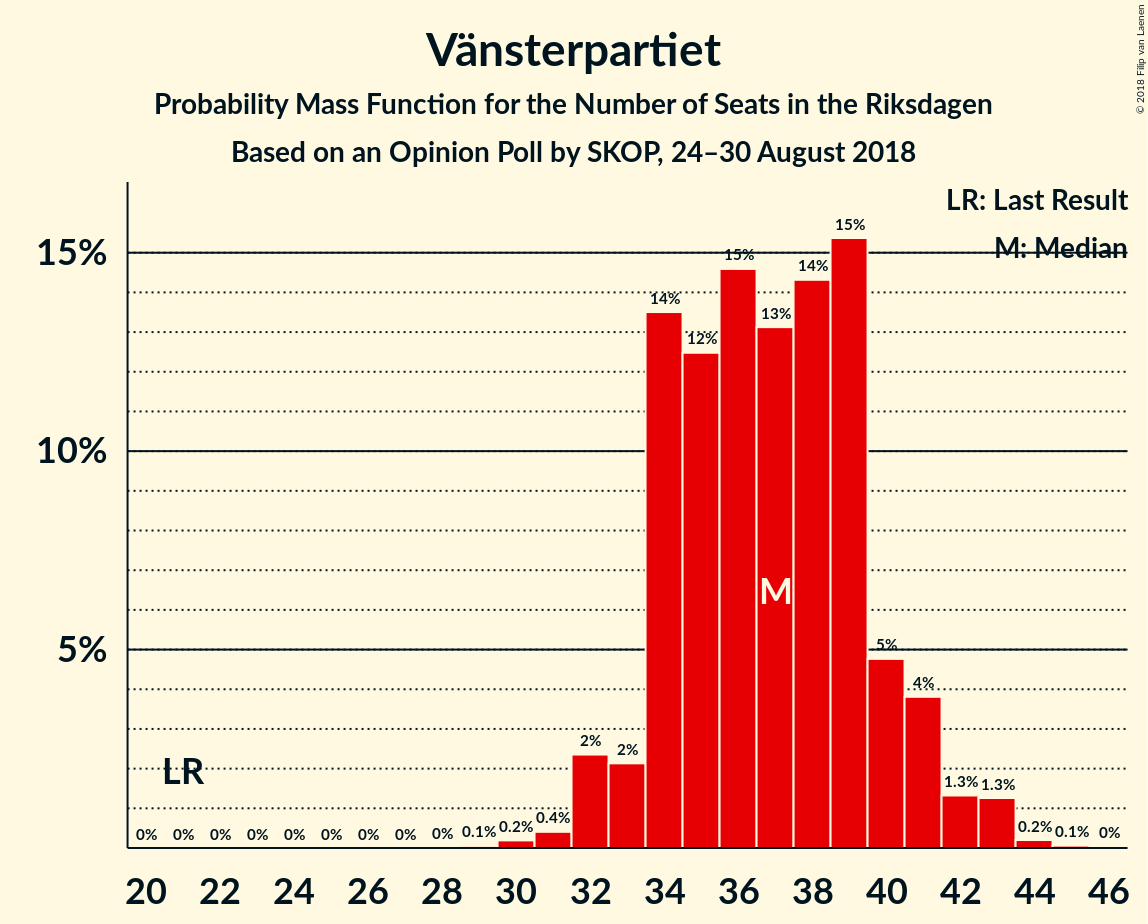 Vänsterpartiet
Probability Mass Function for the Number of Seats in the Riksdagen
Based on an Opinion Poll by SKOP, 24–30 August 2018
© 2018 Filip van Laenen
LR: Last Result
M: Median
15%
10%
5%
0% 0% 0% 0% 0% 0% 0% 0% 0% 0.1% 0.2% 0.4% 2% 2% 14% 12% 15% 13% 14% 15% 5% 4% 1.3% 1.3% 0.2% 0.1% 0%
LR
M
20 22 24 26 28 30 32 34 36 38 40 42 44 46